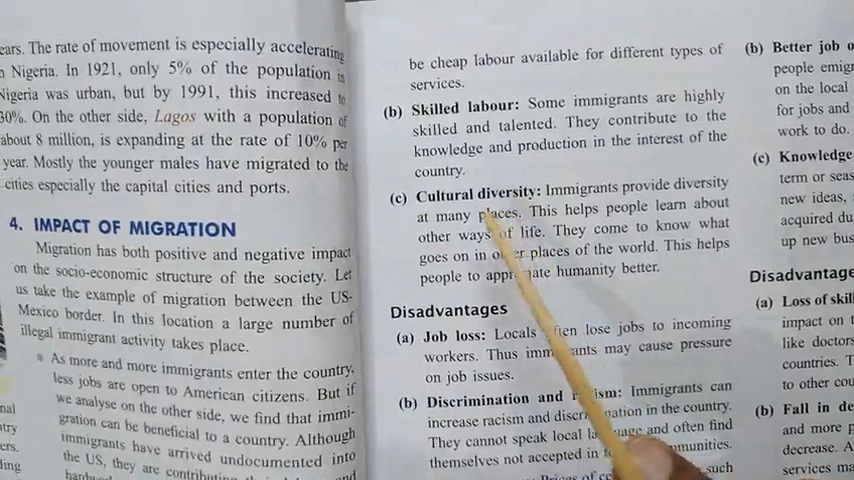 ears. The rate of movement is especially accelerating
n Nigeria. In 1921, only 5% of the population in
Nigeria was urban, but by 1991, this increased to
30%. On the other side, Lagos with a population of
about 8 million, is expanding at the rate of 10% per
year. Mostly the younger males have migrated to the
cities especially the capital cities and ports.
4. IMPACT OF MIGRATION
Migration has both positive and negative impact
on the socio-economic structure of the society. Let
us take the example of migration between the US-
Mexico border. In this location a large number of
illegal immigrant activity takes place.
• As more and more immigrants enter the country,
less jobs are open to American citizens. But if
we analyse on the other side, we find that immi-
gration can be beneficial to a country. Although
immigrants have arrived undocumented into
the US, they are and
nal
try
ers.
ding
be cheap labour available for different types of
services.
(b) Skilled labour: Some immigrants are highly
skilled and talented. They contribute to the
knowledge and production in the interest of the
country.
(c) Cultural diversity: Immigrants provide diversity
at many places. This helps people learn about
other ways of life. They come to know what
goes on in other places of the world. This helps
people to appreciate humanity better.
Disadvantages
(a) Job loss: Locals often lose jobs to incoming
workers. Thus immigrants may cause pressure
on job issues.
(b) Discrimination and racism: Immigrants can
increase racism and discrimination in the country.
They cannot speak local language and often find
themselves not accepted in communities.
Prices of such
(b) Better job o
people emig
on the local
for jobs and
work to do.
(c) Knowledge
term or seas
new ideas,
acquired du
up new bus
Disadvantage
(a) Loss of skil
impact on t
like doctors
countries. T
to other cou
(b) Fall in de
and more p
decrease. A
services ma